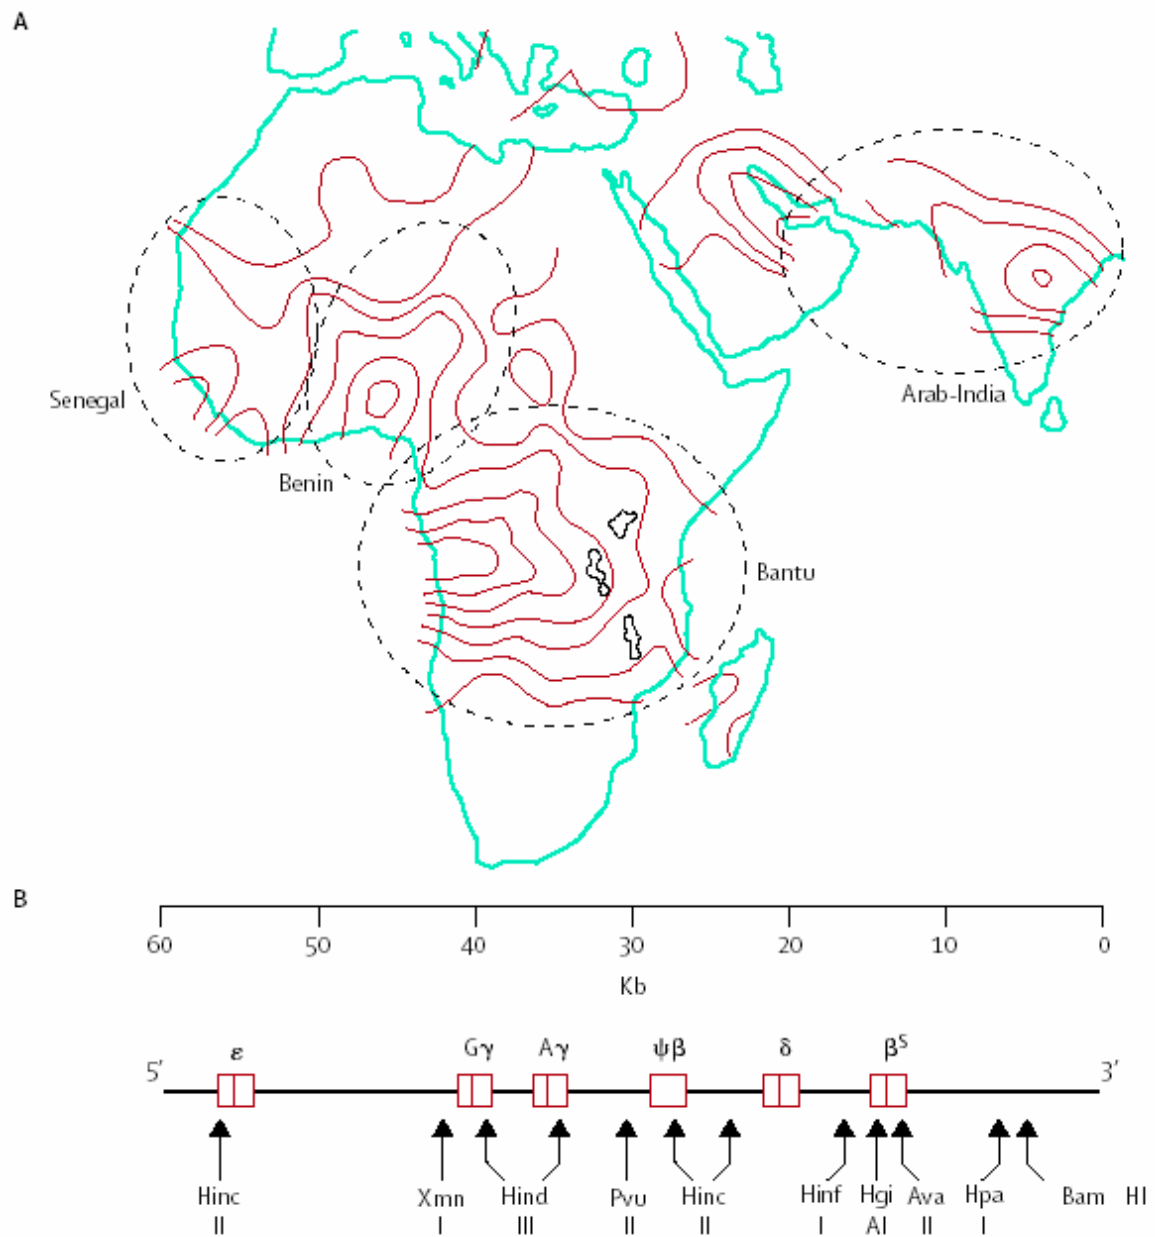 A
Senegal
Benin
Arab-India
Bantu
B
60 50 40 30 20 10 0
Kb
5′ ε Gγ Aγ ψβ δ βS 3′
Hinc Xmn Hind Pvu Hinc Hinf Hgi Ava Hpa Bam HI
II I III II II I AI II I